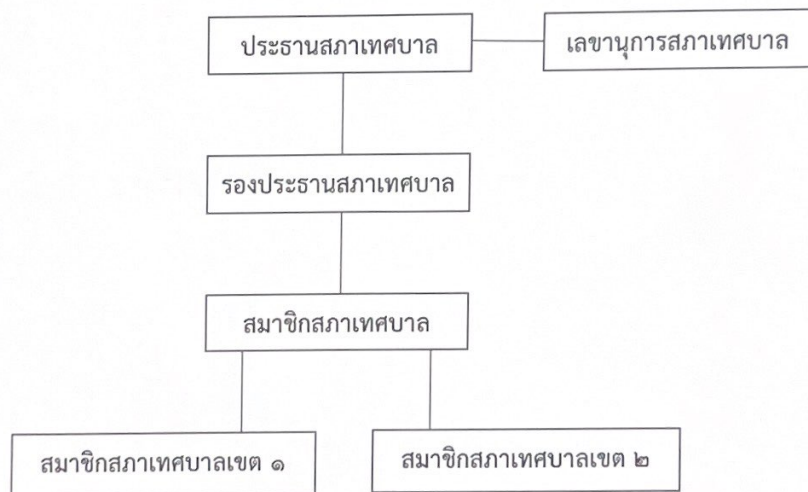 ประธานสภาเทศบาล
เลขานุการสภาเทศบาล
รองประธานสภาเทศบาล
สมาชิกสภาเทศบาล
สมาชิกสภาเทศบาลเขต ๑
สมาชิกสภาเทศบาลเขต ๒